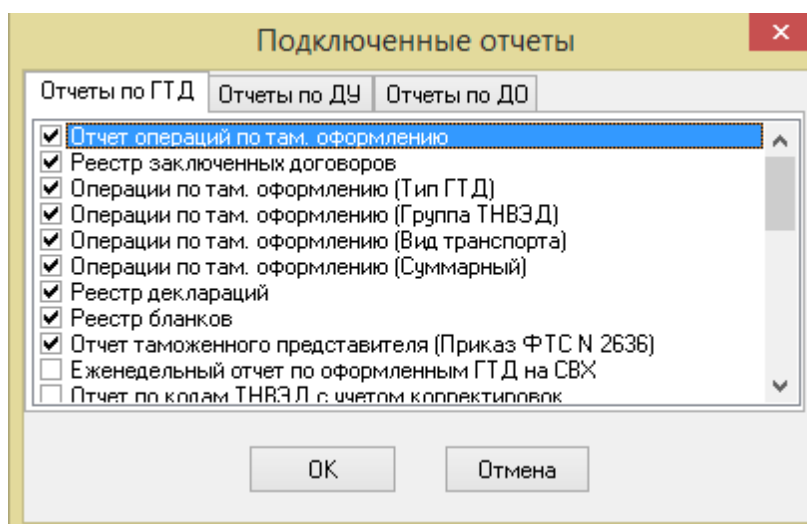 Подключенные отчеты
Отчеты по ГТД
Отчеты по ДУ
Отчеты по ДО
Отчет операций по там. оформлению
Реестр заключенных договоров
Операции по там. оформлению (Тип ГТД)
Операции по там. оформлению (Группа ТНВЭД)
Операции по там. оформлению (Вид транспорта)
Операции по там. оформлению (Суммарный)
Реестр деклараций
Реестр бланков
Отчет таможенного представителя (Приказ ФТС N 2636)
Еженедельный отчет по оформленным ГТД на СВХ
Отчет по кодам ТНВЭД с учетом корректировок
OK
Отмена